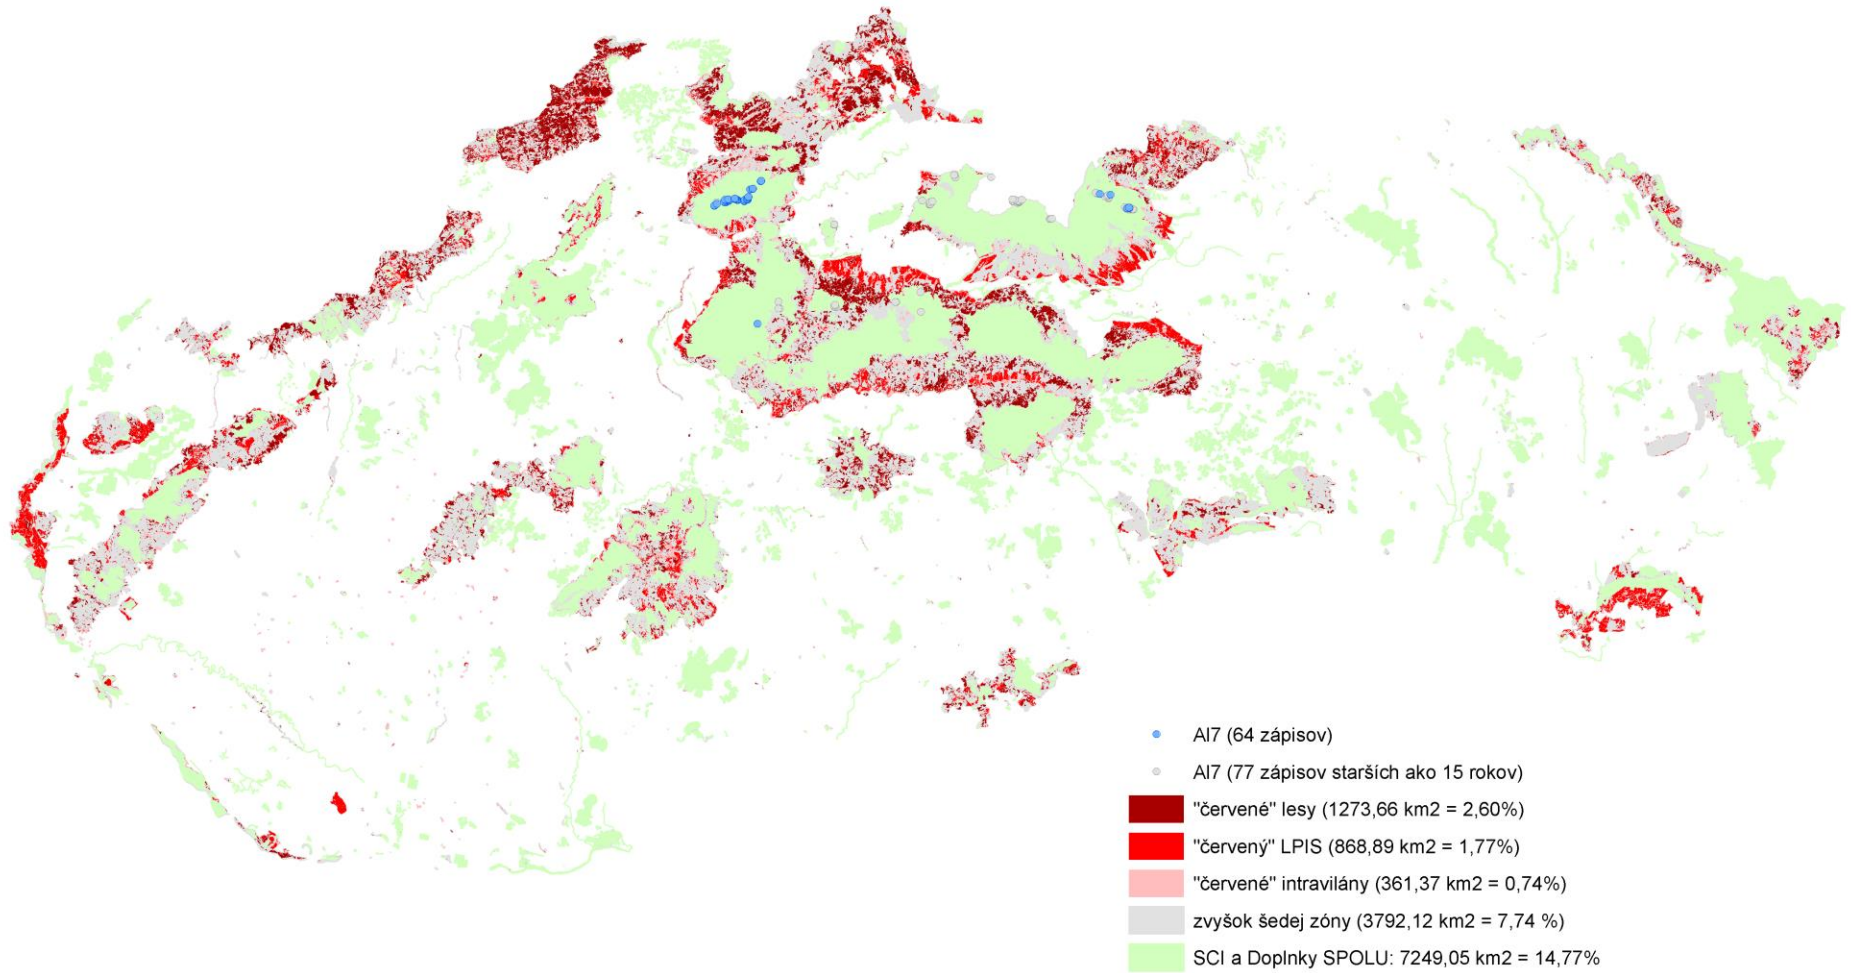 Al7 (64 zápisov)
Al7 (77 zápisov starších ako 15 rokov)
"červené" lesy (1273,66 km2 = 2,60%)
"červený" LPIS (868,89 km2 = 1,77%)
"červené" intravilány (361,37 km2 = 0,74%)
zvyšok šedej zóny (3792,12 km2 = 7,74 %)
SCI a Doplnky SPOLU: 7249,05 km2 = 14,77%